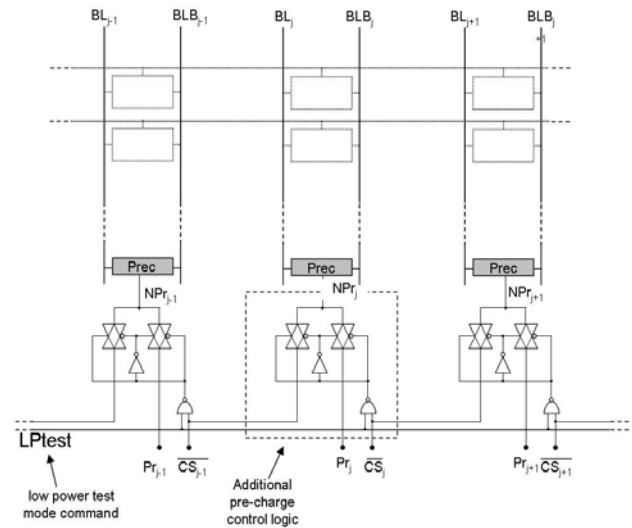 BLj-1 BLBj-1 BLj BLBj BLj+1 BLBj
+1
Prec Prec Prec
NPrj-1 NPrj NPrj+1
LPtest
Prj-1 CSj-1 Prj CSj Prj+1 CSj+1
low power test
mode command
Additional
pre-charge
control logic